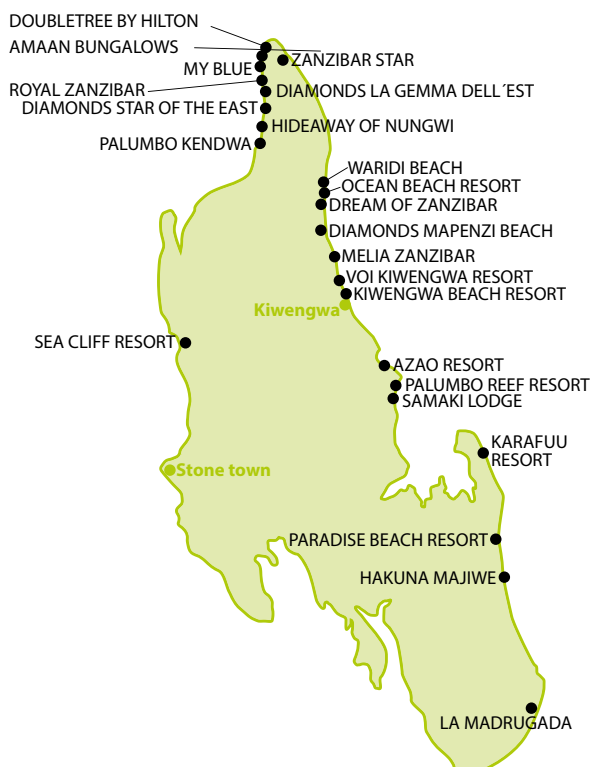 DOUBLETREE BY HILTON
AMAAN BUNGALOWS
ZANZIBAR STAR
MY BLUE
ROYAL ZANZIBAR
DIAMONDS LA GEMMA DELL´EST
DIAMONDS STAR OF THE EAST
HIDEAWAY OF NUNGWI
PALUMBO KENDWA
WARIDI BEACH
OCEAN BEACH RESORT
DREAM OF ZANZIBAR
DIAMONDS MAPENZI BEACH
MELIA ZANZIBAR
VOI KIWENGWA RESORT
KIWENGWA BEACH RESORT
Kiwengwa
SEA CLIFF RESORT
AZAO RESORT
PALUMBO REEF RESORT
SAMAKI LODGE
KARAFUU
RESORT
Stone town
PARADISE BEACH RESORT
HAKUNA MAJIWE
LA MADRUGADA